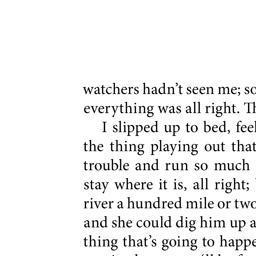 watchers hadn't seen me; so
everything was all right. Th
I slipped up to bed, feel
the thing playing out that
trouble and run so much
stay where it is, all right;
river a hundred mile or two
and she could dig him up a
thing that's going to happe